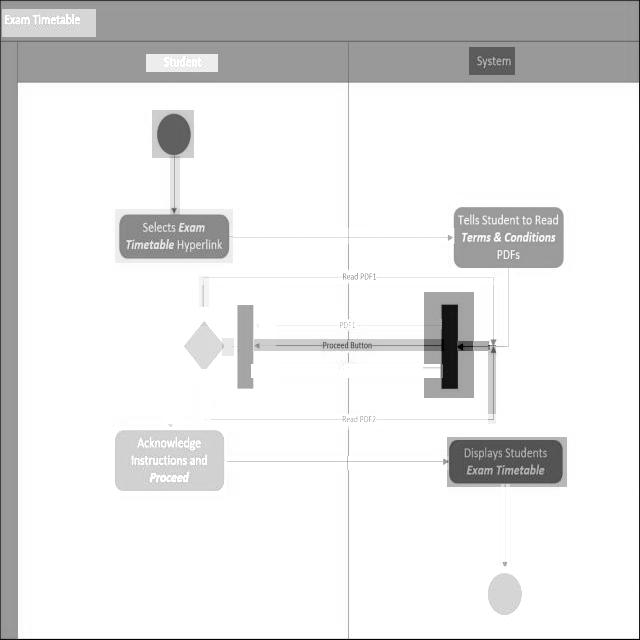 Exam Timetable
Student
System
Selects Exam
Timetable Hyperlink
Tells Student to Read
Terms & Conditions
PDFs
Read PDF1
PDF1
Proceed Button
Read PDF2
Acknowledge
Instructions and
Proceed
Displays Students
Exam Timetable